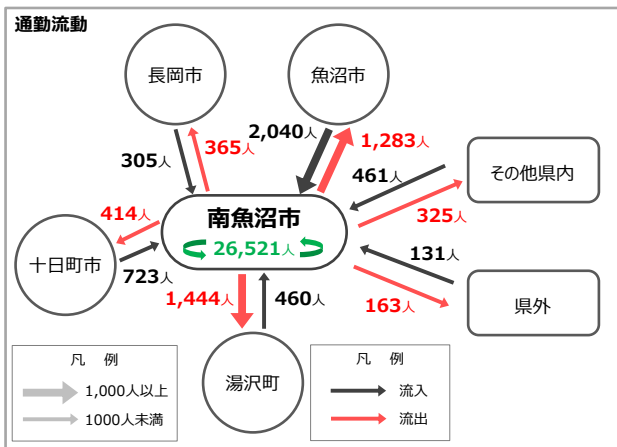 通勤流動
長岡市
魚沼市
2,040人
1,283人
305人
365人
461人
その他県内
325人
414人
南魚沼市
26,521人
十日町市
723人
131人
163人
県外
1,444人
460人
湯沢町
凡 例
1,000人以上
1000人未満
凡 例
流入
流出